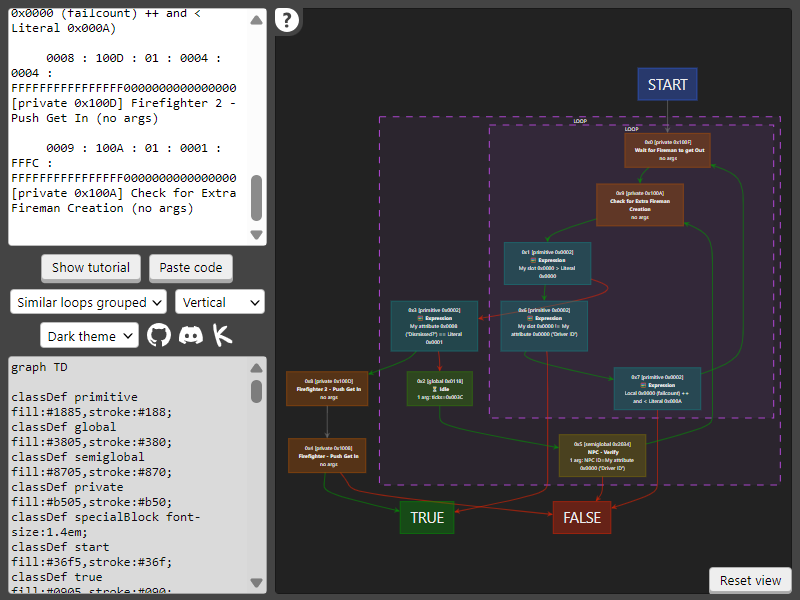 0x0000 (failcount) ++ and <
Literal 0x000A)
0008 : 100D : 01 : 0004 :
0004 :
FFFFFFFFFFFFFFFF0000000000000000
[private 0x100D] Firefighter 2 -
Push Get In (no args)
0009 : 100A : 01 : 0001 :
FFFC :
FFFFFFFFFFFFFFFF0000000000000000
[private 0x100A] Check for Extra
Fireman Creation (no args)
Show tutorial
Paste code
Similar loops grouped
Vertical
Dark theme
graph TD
classDef primitive
fill:#1885,stroke:#188;
classDef global
fill:#3805,stroke:#380;
classDef semiglobal
fill:#8705,stroke:#870;
classDef private
fill:#b505,stroke:#b50;
classDef specialBlock font-
size:1.4em;
classDef start
fill:#36f5,stroke:#36f;
classDef true
fill:#0905,stroke:#090;
?
START
LOOP
LOOP
0x0 [private 0x100F]
Wait for Fireman to get Out
no args
0x9 [private 0x100A]
Check for Extra Fireman
Creation
no args
0x1 [primitive 0x0002]
Expression
My slot 0x0000 > Literal
0x0000
0x3 [primitive 0x0002]
Expression
My attribute 0x0008
("Dismissed?") == Literal
0x0001
0x6 [primitive 0x0002]
Expression
My slot 0x0000 != My
attribute 0x0000 ("Driver ID")
0x7 [primitive 0x0002]
Expression
Local 0x0000 (failcount) ++
and < Literal 0x000A
0x8 [private 0x100D]
Firefighter 2 - Push Get In
no args
0x2 [global 0x0118]
Idle
1 arg: ticks=0x003C
0x4 [private 0x1008]
Firefighter - Push Get In
no args
0x5 [semiglobal 0x2034]
NPC - Verify
1 arg: NPC ID=My attribute
0x0000 ("Driver ID")
TRUE
FALSE
Reset view